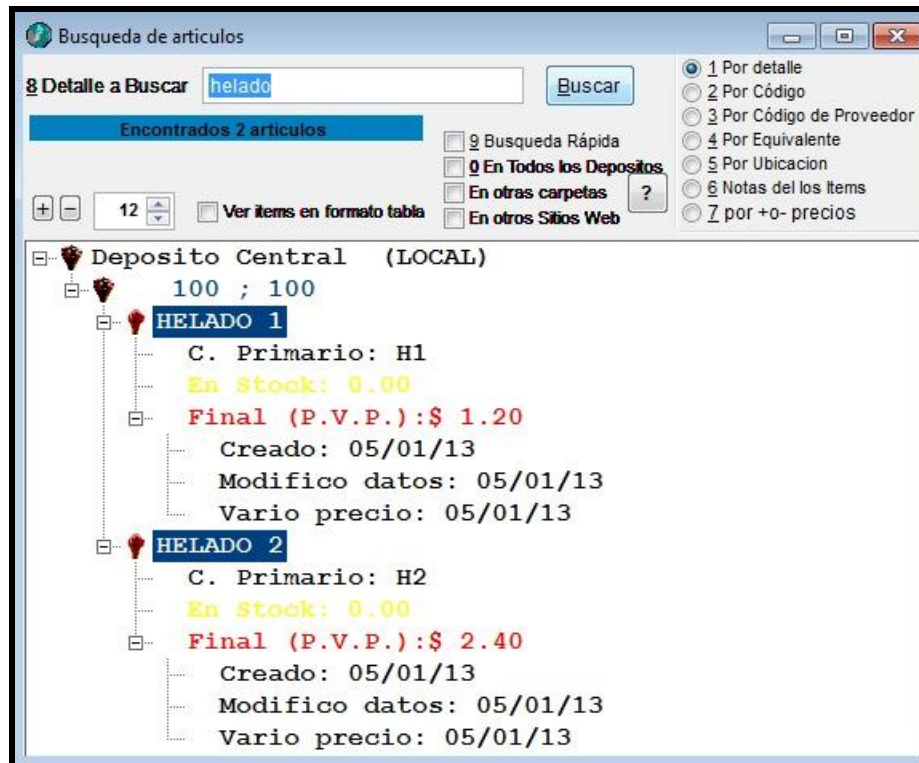 Busqueda de articulos
8 Detalle a Buscar helado Buscar
Encontrados 2 articulos
9 Busqueda Rápida
0 En Todos los Depositos
En otras carpetas ?
En otros Sitios Web
1 Por detalle
2 Por Código
3 Por Código de Proveedor
4 Por Equivalente
5 Por Ubicacion
6 Notas del los Items
7 por +o- precios
+ - 12 Ver items en formato tabla
Deposito Central (LOCAL)
100 ; 100
HELADO 1
C. Primario: H1
En Stock: 0.00
Final (P.V.P.):$ 1.20
Creado: 05/01/13
Modifico datos: 05/01/13
Vario precio: 05/01/13
HELADO 2
C. Primario: H2
En Stock: 0.00
Final (P.V.P.):$ 2.40
Creado: 05/01/13
Modifico datos: 05/01/13
Vario precio: 05/01/13